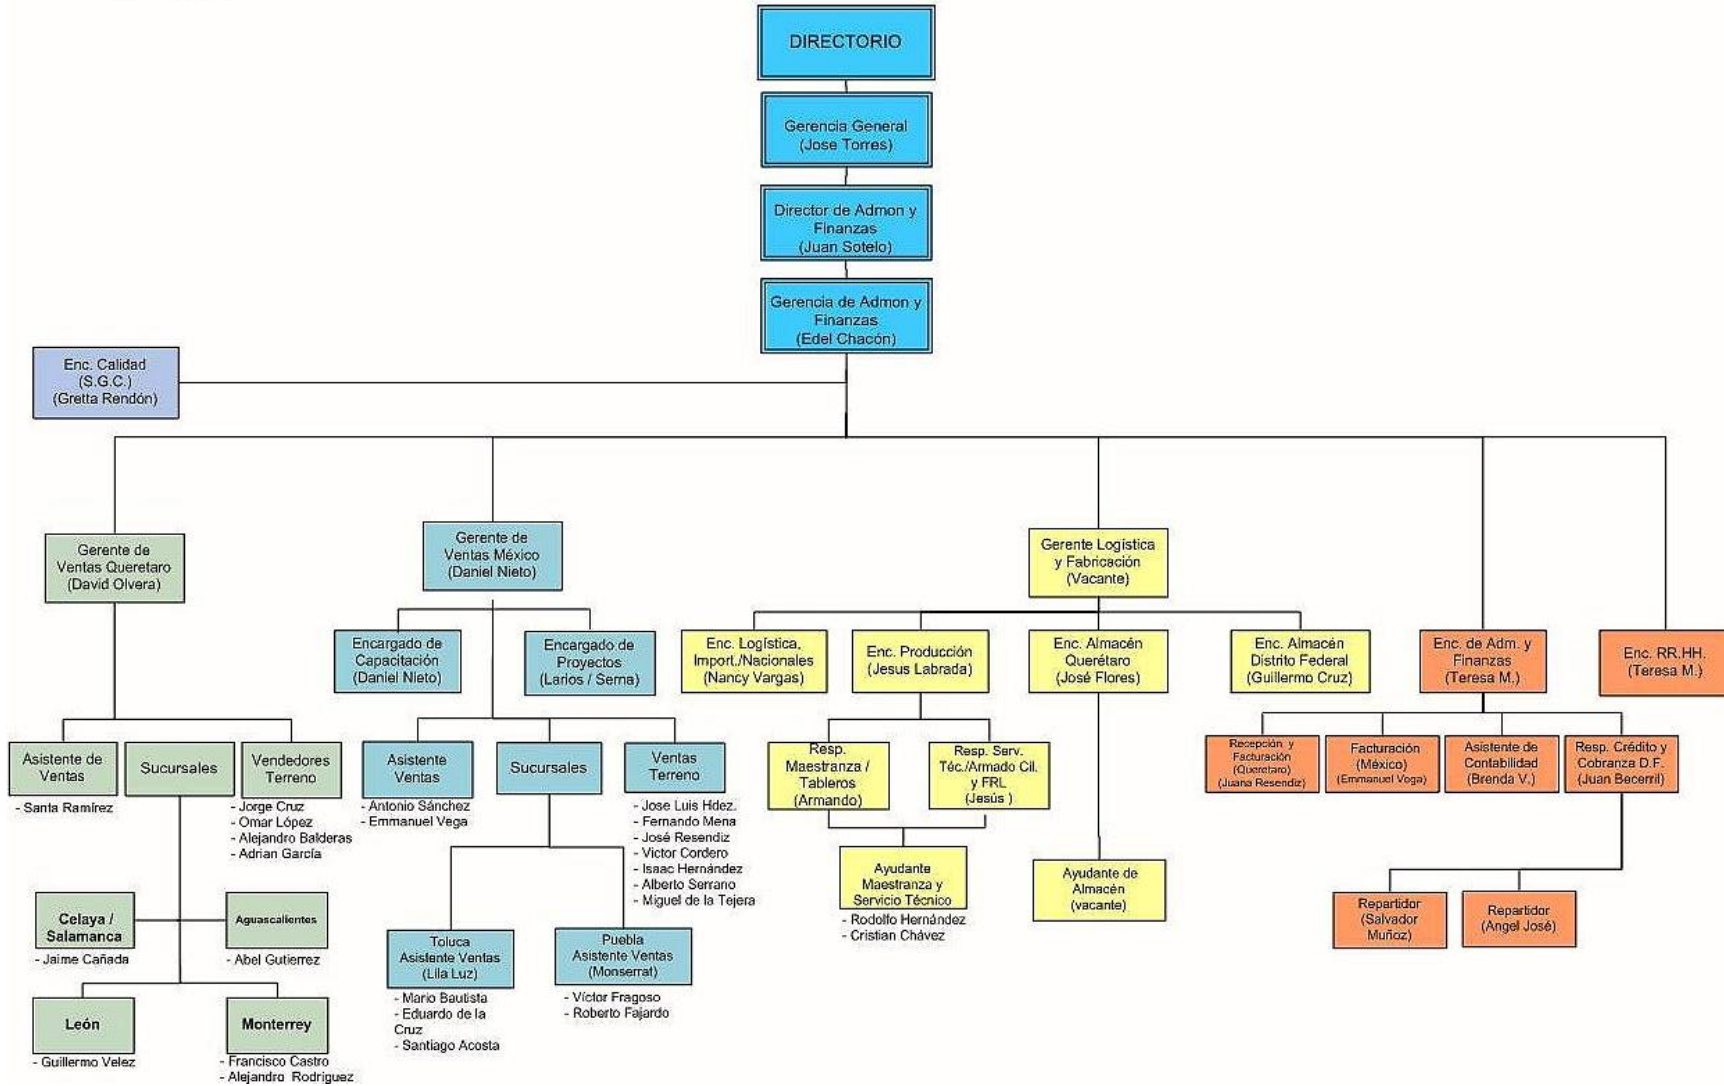 DIRECTORIO
Gerencia General
(Jose Torres)
Director de Admon y
Finanzas
(Juan Sotelo)
Gerencia de Admon y
Finanzas
(Edel Chacón)
Enc. Calidad
(S.G.C.)
(Gretta Rendón)
Gerente de
Ventas Queretaro
(David Olvera)
Gerente de
Ventas México
(Daniel Nieto)
Gerente Logística
y Fabricación
(Vacante)
Encargado de
Capacitación
(Daniel Nieto)
Encargado de
Proyectos
(Larios / Serna)
Enc. Logística,
Import./Nacionales
(Nancy Vargas)
Enc. Producción
(Jesus Labrada)
Enc. Almacén
Querétaro
(José Flores)
Enc. Almacén
Distrito Federal
(Guillermo Cruz)
Enc. de Adm. y
Finanzas
(Teresa M.)
Enc. RR.HH.
(Teresa M.)
Asistente de
Ventas
- Santa Ramírez
Sucursales
Vendedores
Terreno
- Jorge Cruz
- Omar López
- Alejandro Balderas
- Adrian García
Asistente
Ventas
- Antonio Sánchez
- Emmanuel Vega
Sucursales
Ventas
Terreno
- Jose Luis Hdez.
- Fernando Mena
- José Resendiz
- Victor Cordero
- Isaac Hernández
- Alberto Serrano
- Miguel de la Tejera
Resp.
Maestranza /
Tableros
(Armando)
Resp. Serv.
Téc./Armado Cil.
y FRL
(Jesús )
Recepción y
Facturación
(Queretaro)
(Juana Resendiz)
Facturación
(México)
(Emmanuel Vega)
Asistente de
Contabilidad
(Brenda V.)
Resp. Crédito y
Cobranza D.F.
(Juan Becerril)
Ayudante
Maestranza y
Servicio Técnico
- Rodolfo Hernández
- Cristian Chávez
Ayudante de
Almacén
(vacante)
Repartidor
(Salvador
Muñoz)
Repartidor
(Angel José)
Celaya /
Salamanca
- Jaime Cañada
Aguascalientes
- Abel Gutierrez
León
- Guillermo Velez
Monterrey
- Francisco Castro
- Alejandro Rodríguez
Toluca
Asistente Ventas
(Lila Luz)
- Mario Bautista
- Eduardo de la
Cruz
- Santiago Acosta
Puebla
Asistente Ventas
(Monserrat)
- Víctor Fragoso
- Roberto Fajardo